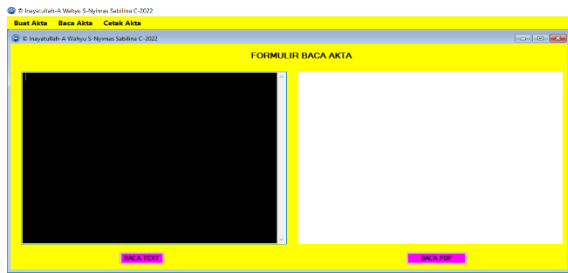 © Inayatullah-A Wahyu S-Nyimas Sabilina C-2022
Buat Akta Baca Akta Cetak Akta
© Inayatullah-A Wahyu S-Nyimas Sabilina C-2022
FORMULIR BACA AKTA
BACA TEXT BACA PDF